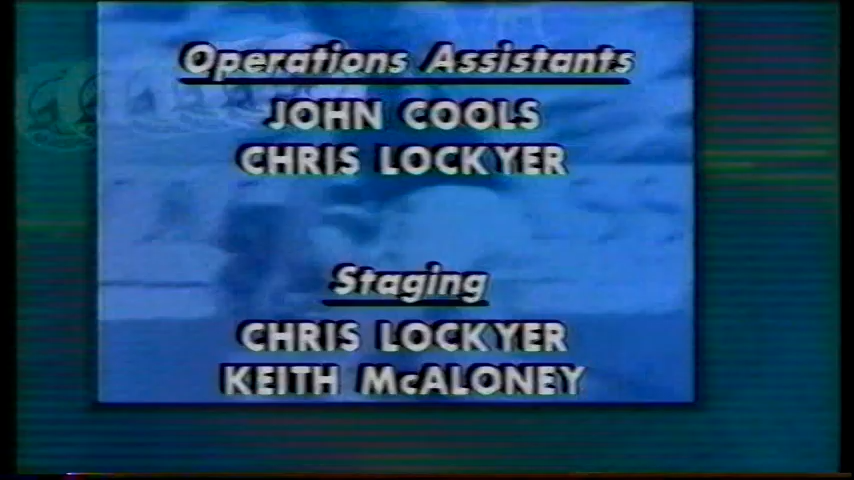 Operations Assistants
JOHN COOLS
CHRIS LOCKYER
Staging
CHRIS LOCKYER
KEITH McALONEY